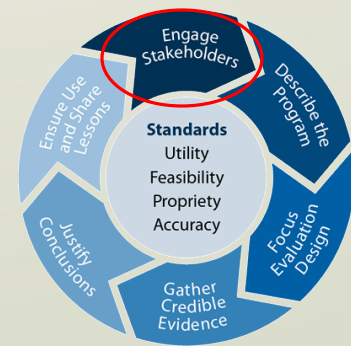 Engage
Stakeholders
Describe the
Program
Focus
Evaluation
Design
Gather
Credible
Evidence
Justify
Conclusions
Ensure Use
and Share
Lessons
Standards
Utility
Feasibility
Propriety
Accuracy